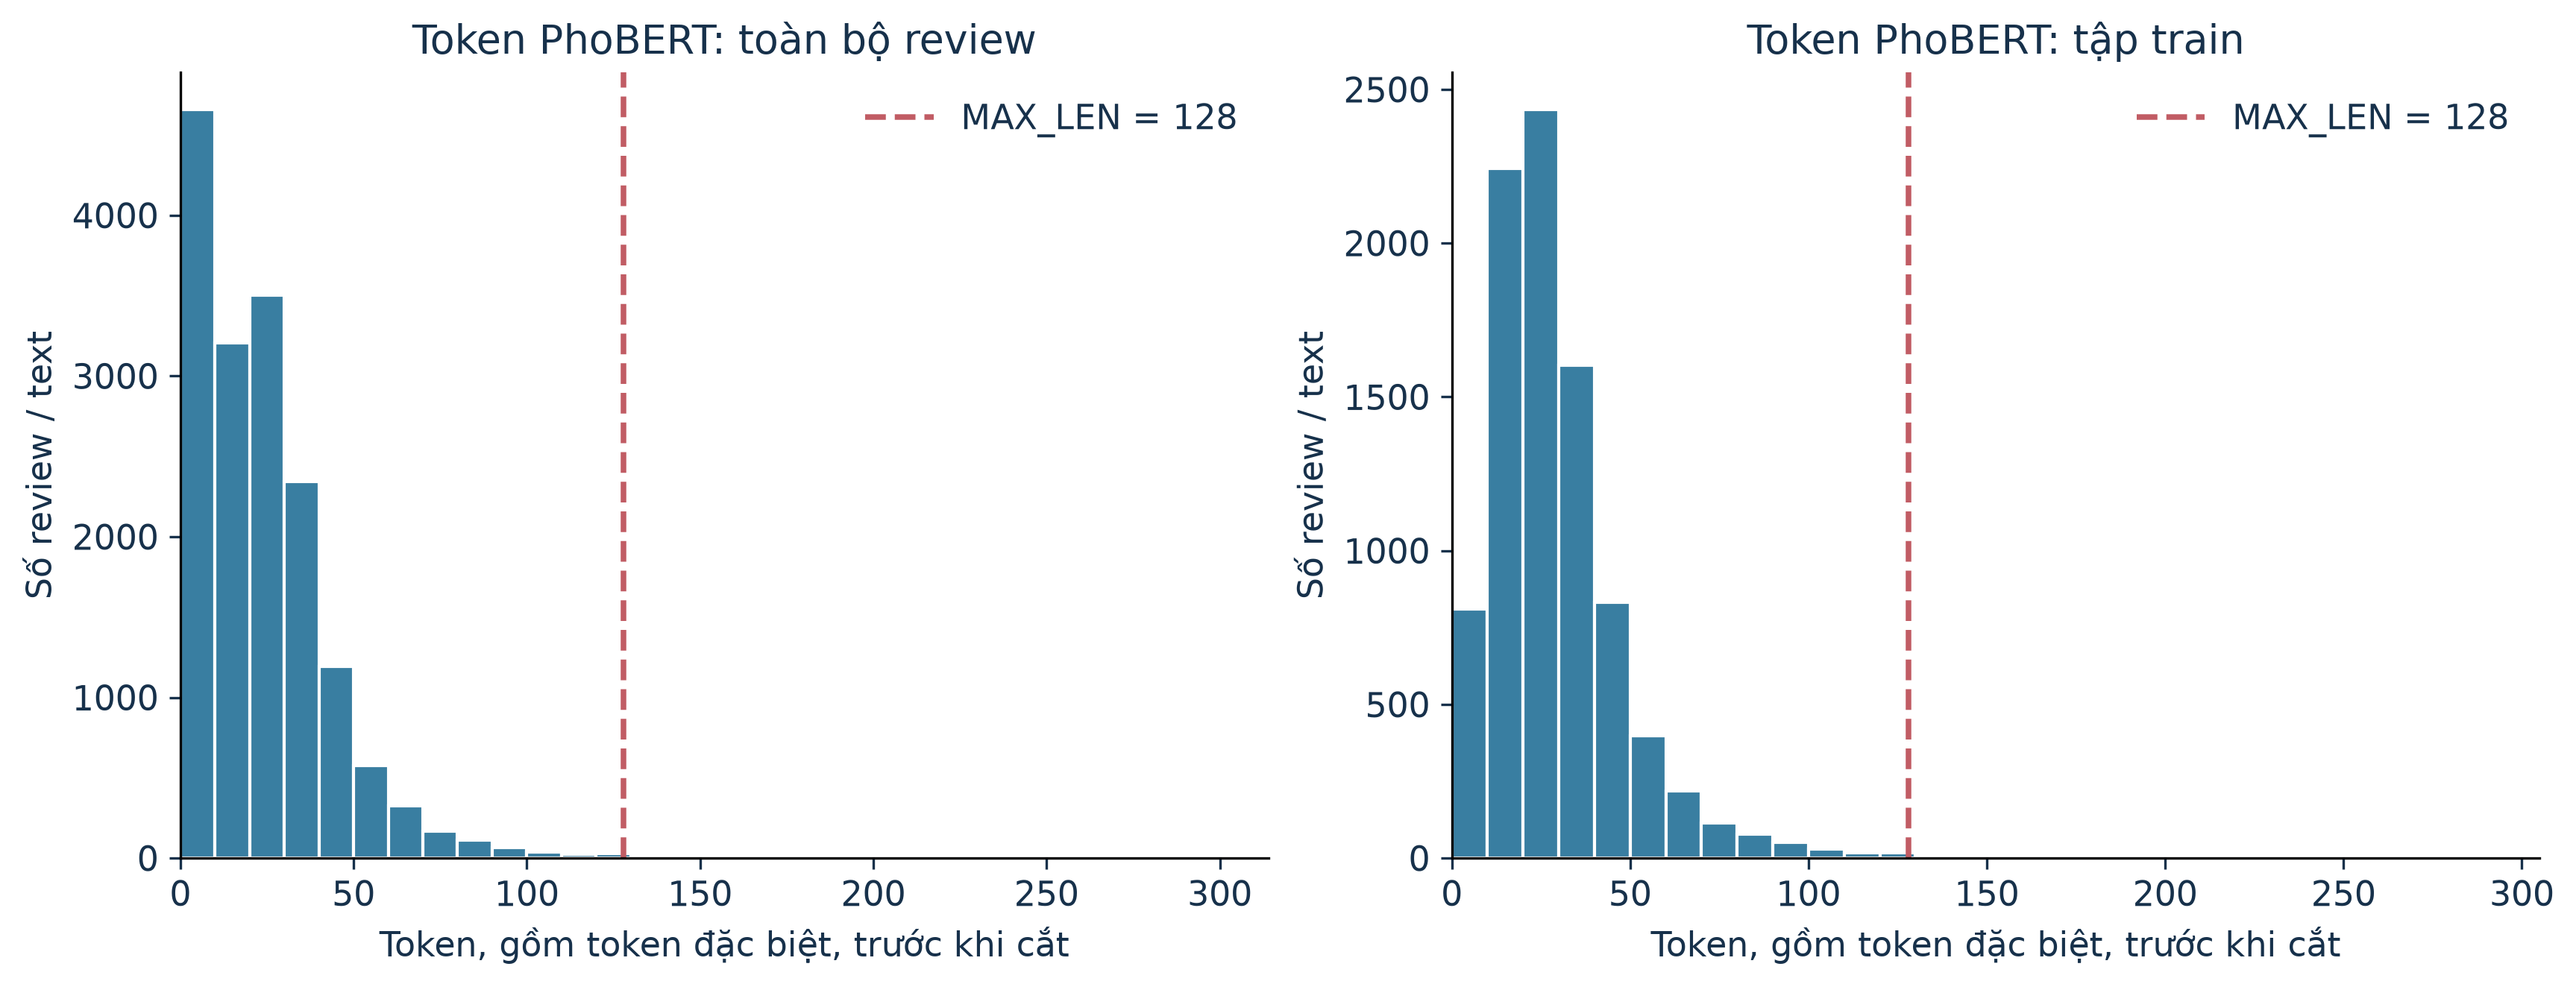 Token PhoBERT: toàn bộ review
MAX_LEN = 128
Số review / text
4000
3000
2000
1000
0
0 50 100 150 200 250 300
Token, gồm token đặc biệt, trước khi cắt
Token PhoBERT: tập train
MAX_LEN = 128
Số review / text
2500
2000
1500
1000
500
0
0 50 100 150 200 250 300
Token, gồm token đặc biệt, trước khi cắt